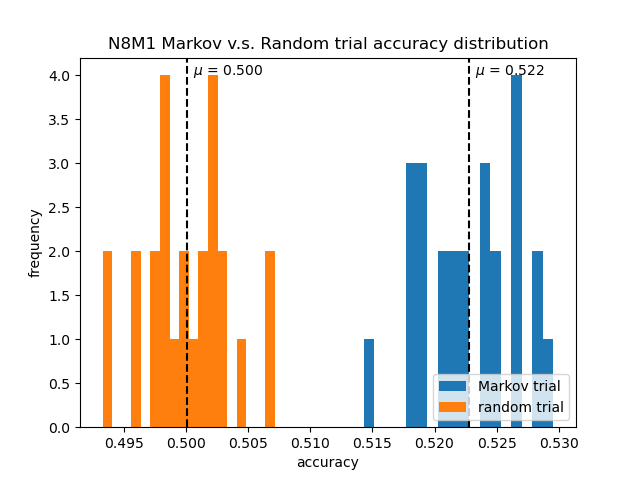 N8M1 Markov v.s. Random trial accuracy distribution
μ = 0.500
μ = 0.522
4.0
3.5
3.0
2.5
2.0
1.5
1.0
0.5
0.0
frequency
Markov trial
random trial
0.495 0.500 0.505 0.510 0.515 0.520 0.525 0.530
accuracy